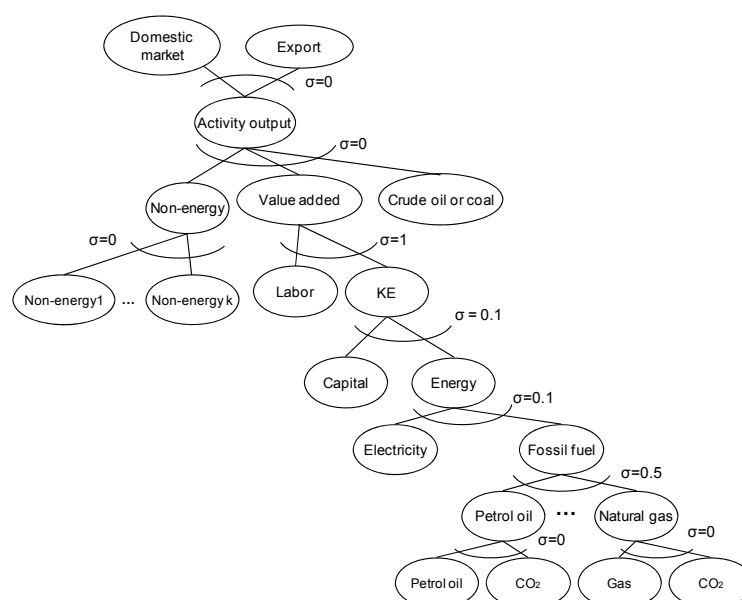 Domestic
market
Export
σ=0
Activity output
σ=0
Non-energy
Value added
Crude oil or coal
σ=0
σ=1
Non-energy1
...
Non-energy k
Labor
KE
σ = 0.1
Capital
Energy
σ=0.1
Electricity
Fossil fuel
σ=0.5
Petrol oil
...
Natural gas
σ=0
σ=0
Petrol oil
CO₂
Gas
CO₂